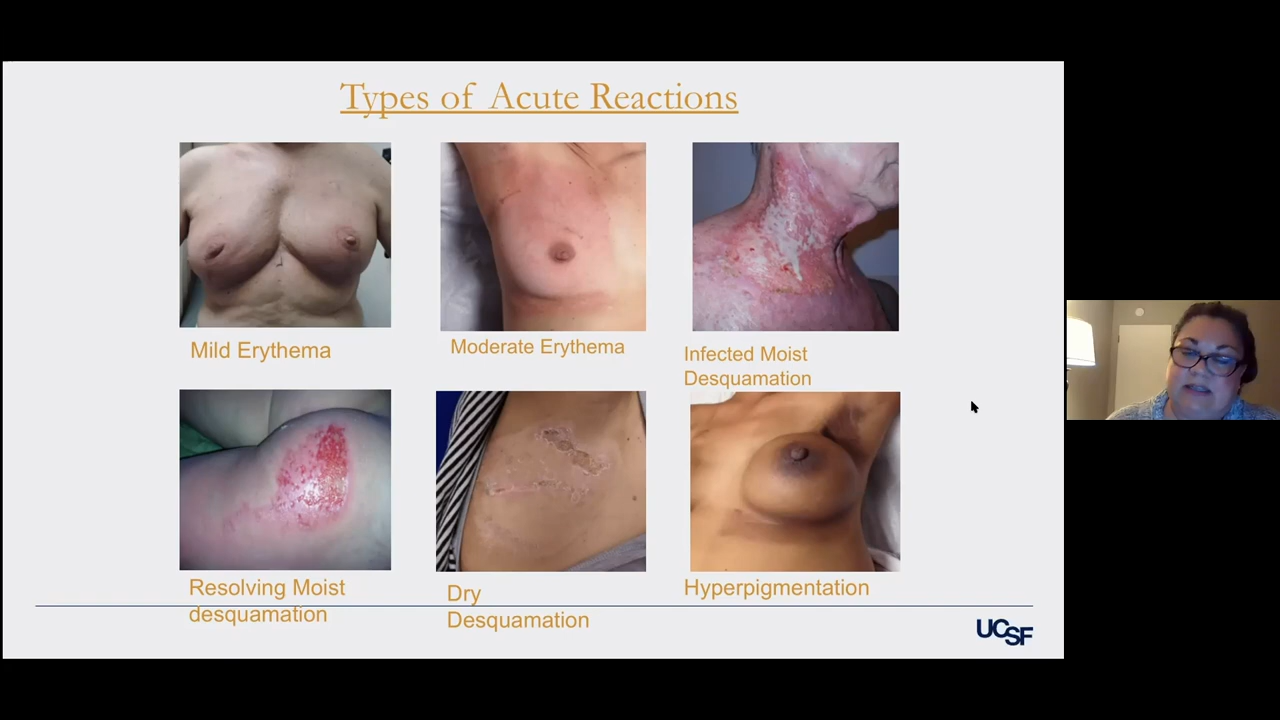 Types of Acute Reactions
Mild Erythema
Moderate Erythema
Infected Moist
Desquamation
Resolving Moist
desquamation
Dry
Desquamation
Hyperpigmentation
UCSF